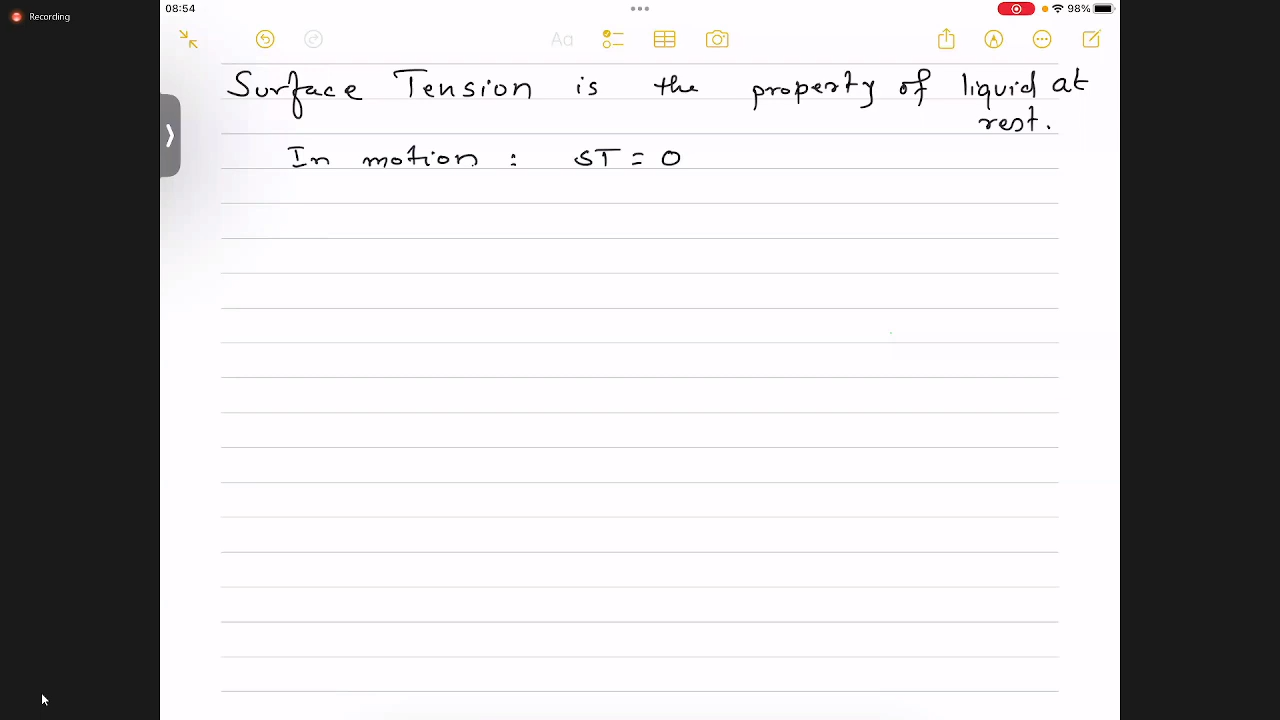 Recording
08:54
98%
Aa
Surface Tension is the property of liquid at
rest.
In motion : ST = 0